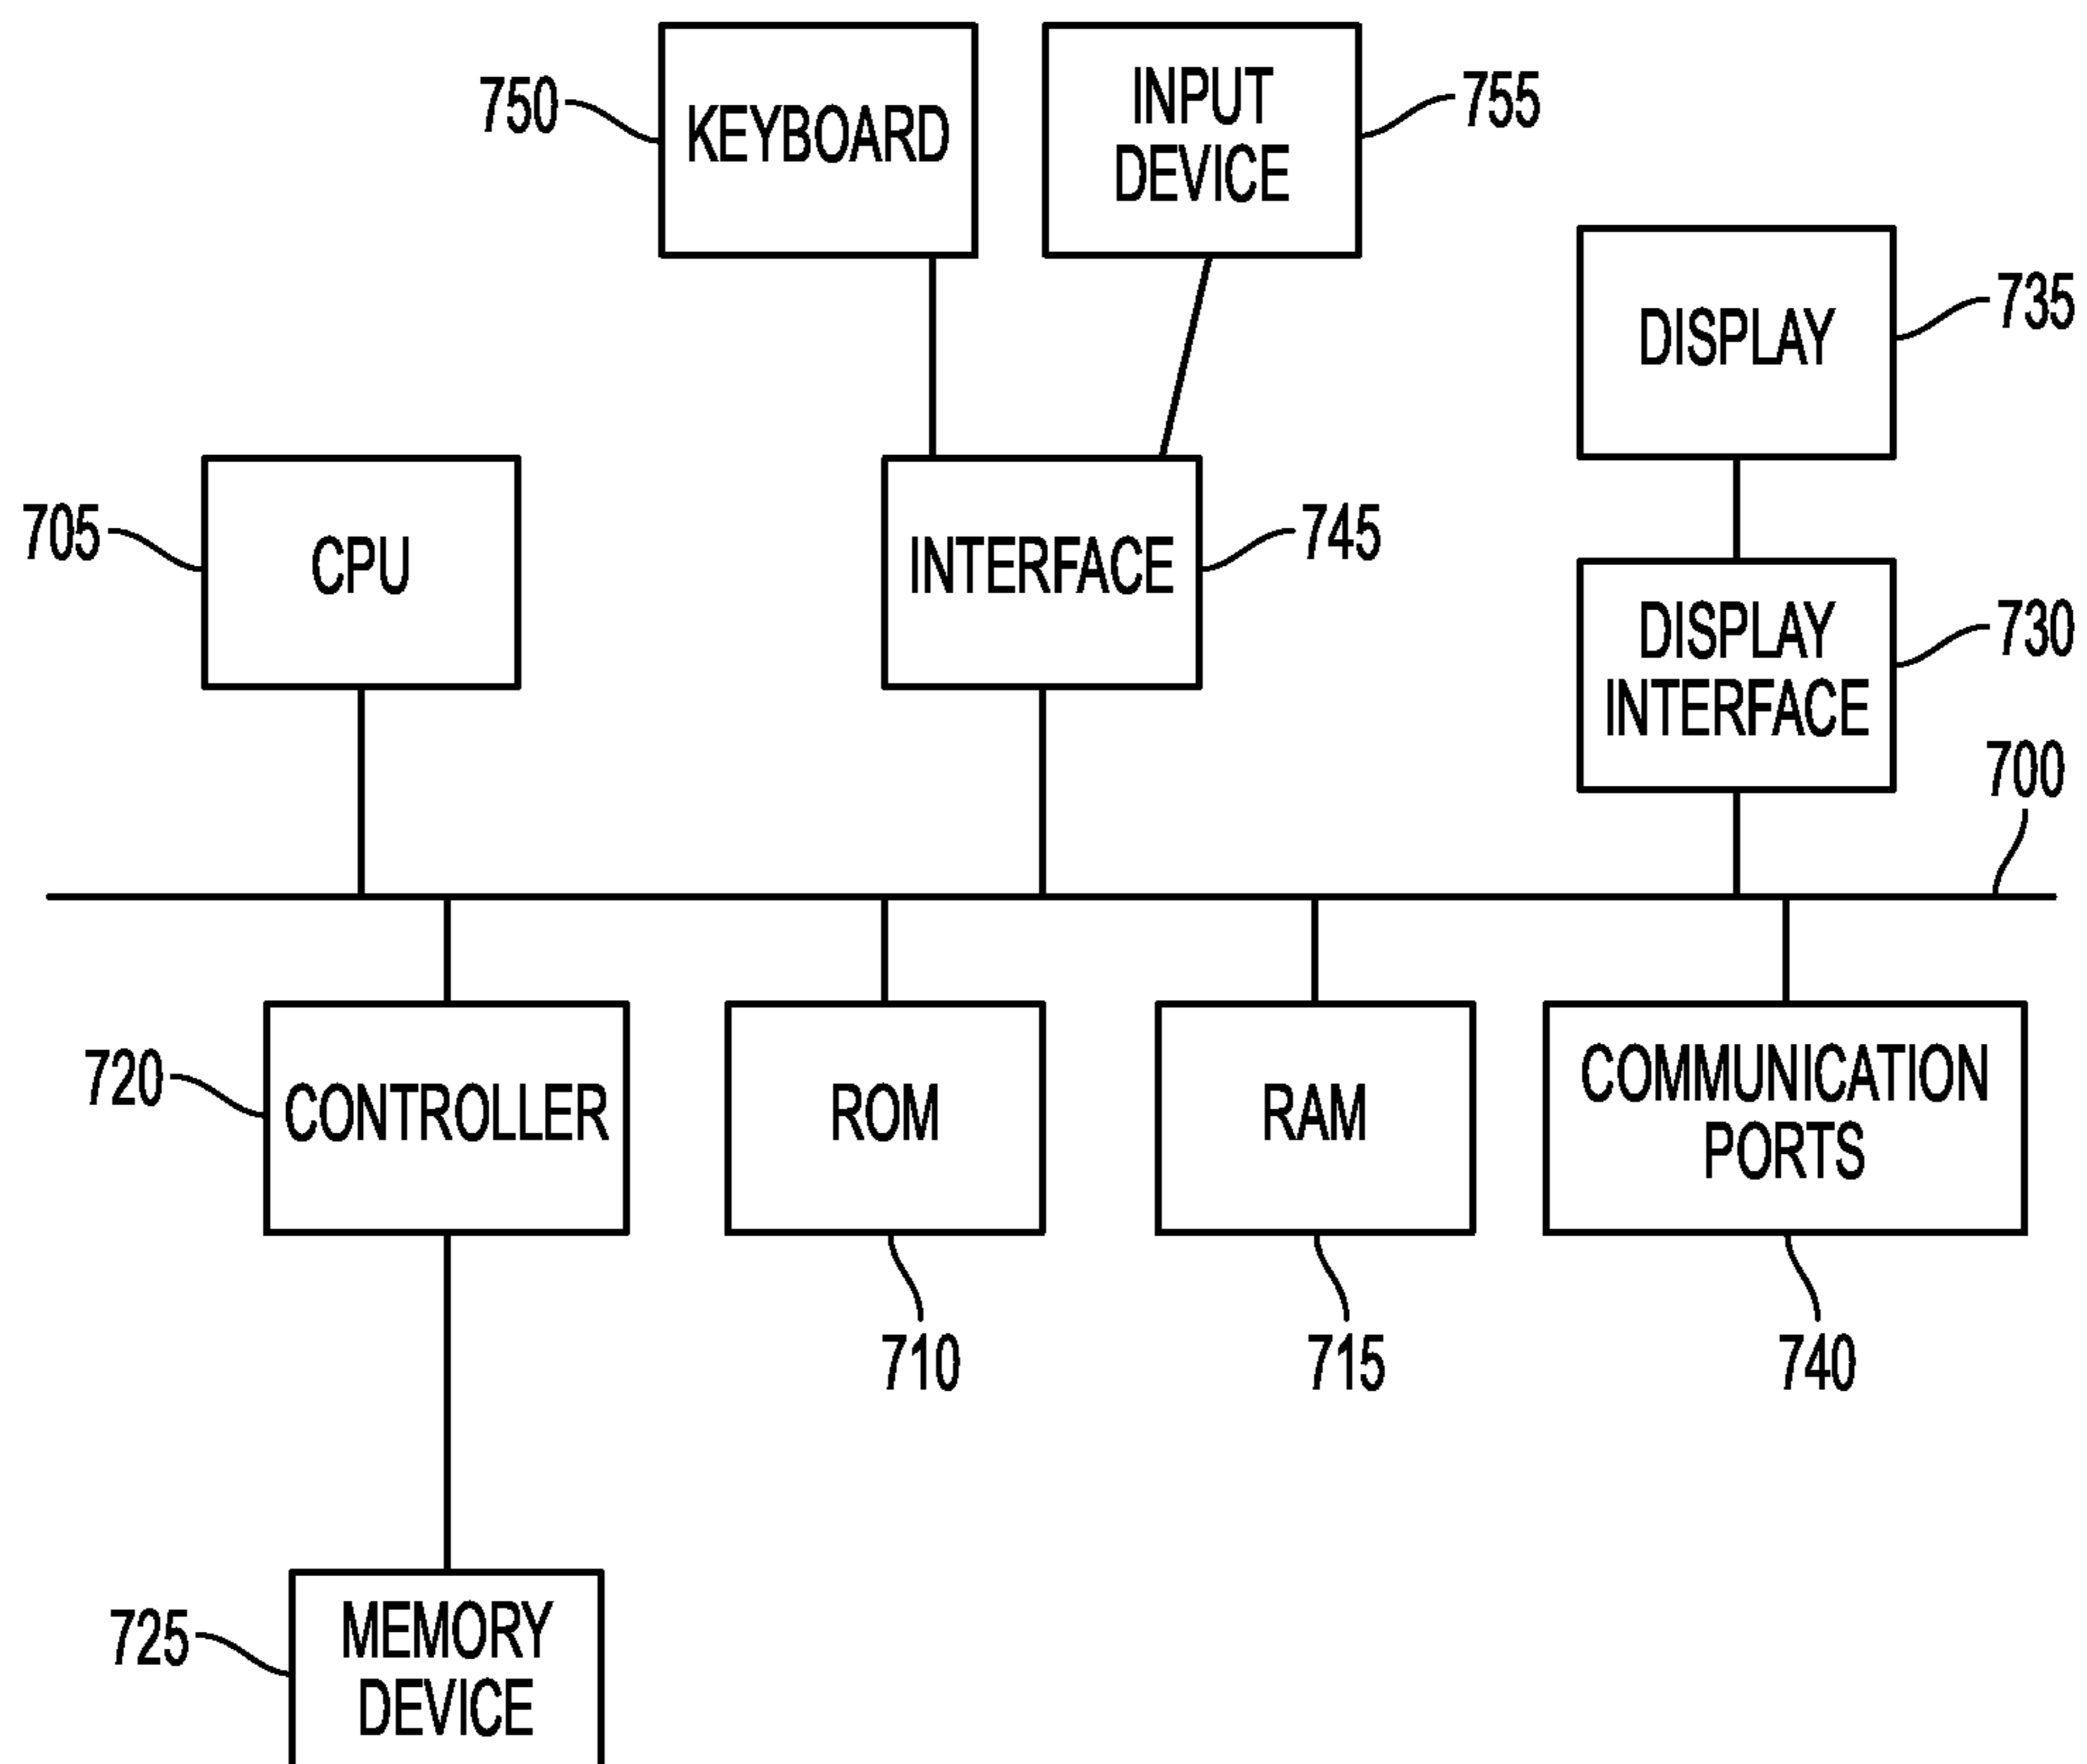 750
KEYBOARD
INPUT
DEVICE
755
DISPLAY
735
705
CPU
INTERFACE
745
DISPLAY
INTERFACE
730
700
720
CONTROLLER
ROM
RAM
COMMUNICATION
PORTS
710
715
740
725
MEMORY
DEVICE